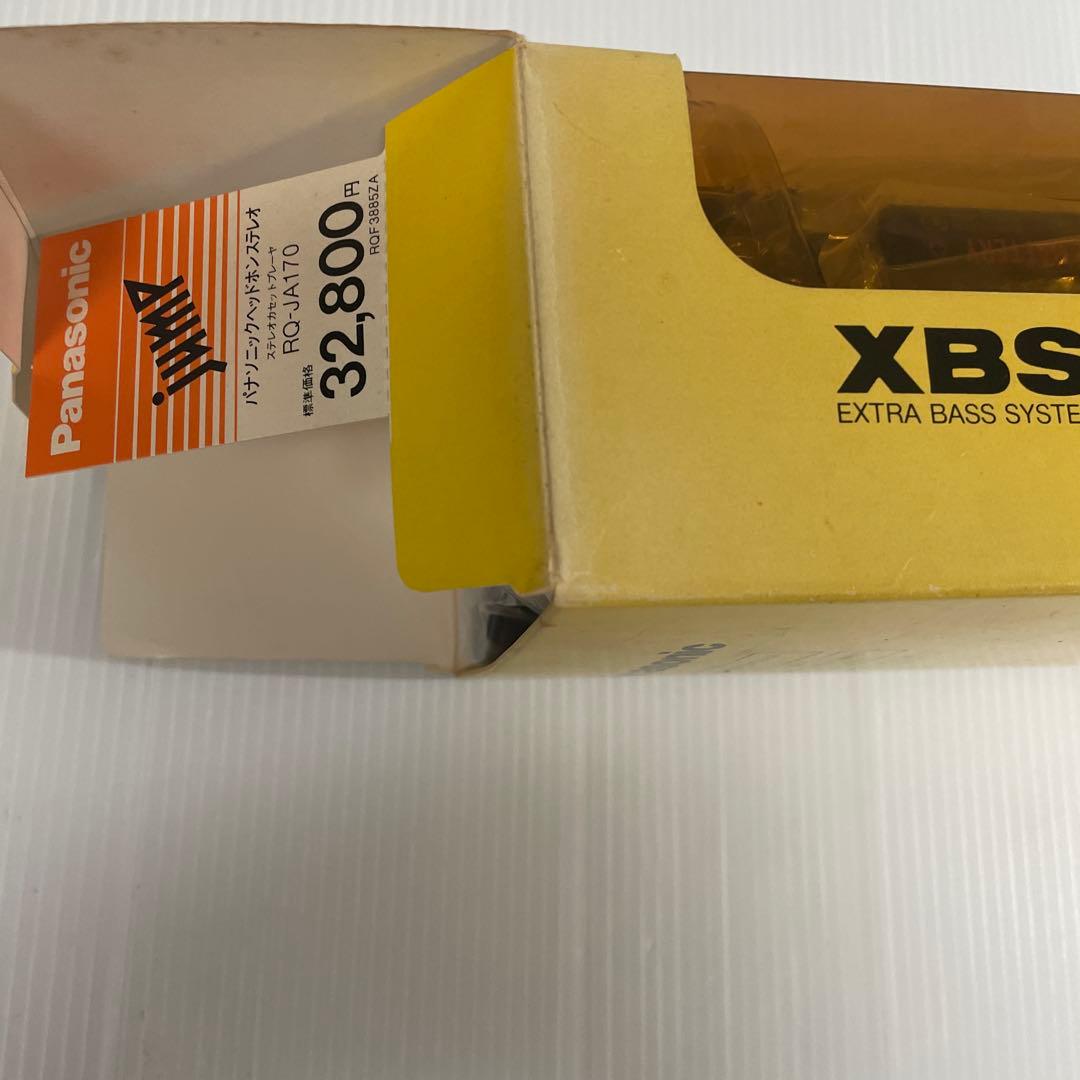 Panasonic
jump
パナソニックヘッドホンステレオ
ステレオカセットプレーヤ
RQ-JA170
標準価格
32,800円
RQF3885ZA
XBS
EXTRA BASS SYSTE
sonic